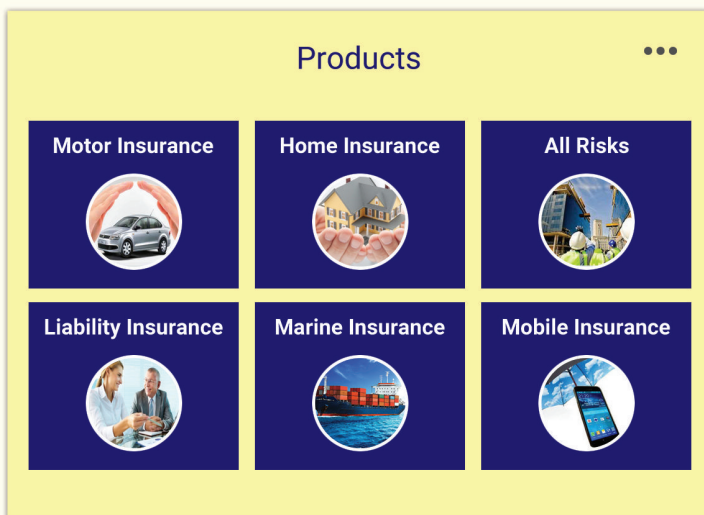 Products
Motor Insurance
Home Insurance
All Risks
Liability Insurance
Marine Insurance
Mobile Insurance